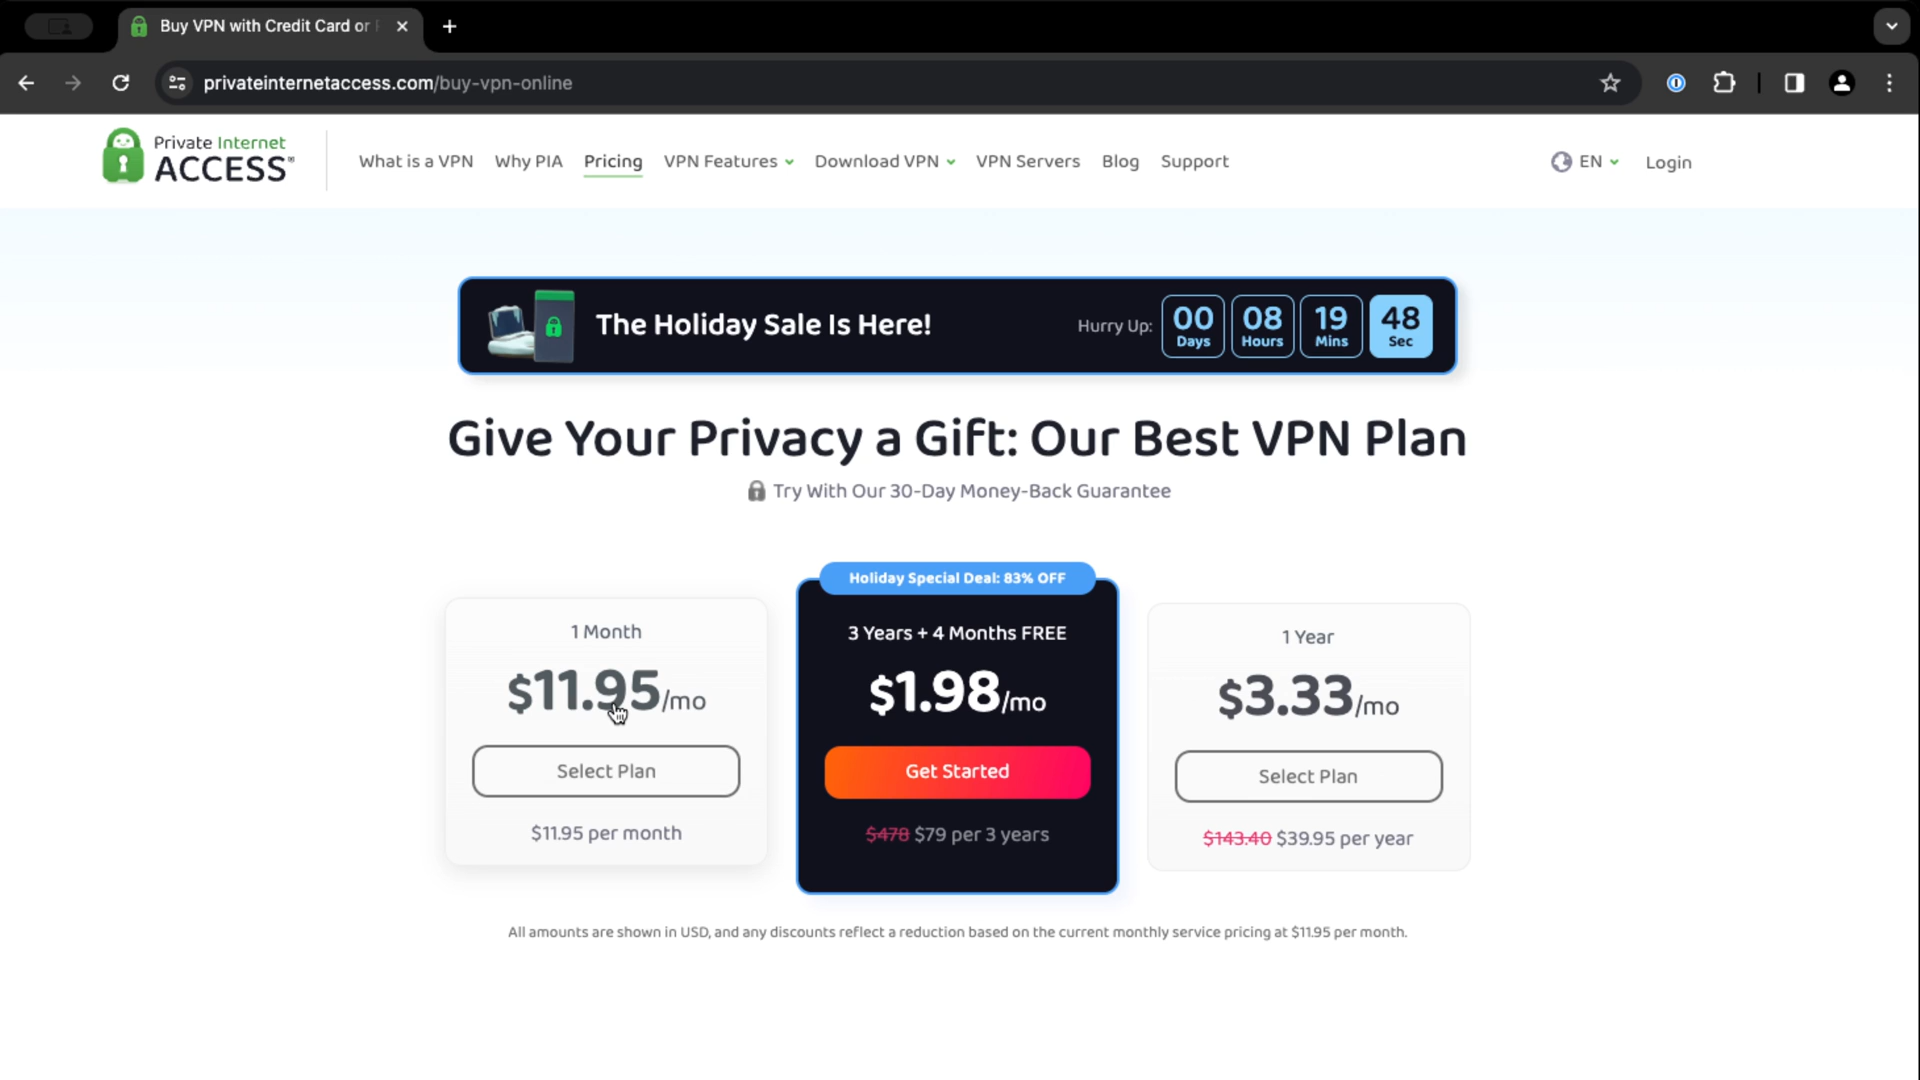 Buy VPN with Credit Card or
privateinternetaccess.com/buy-vpn-online
Private Internet
ACCESS®
What is a VPN
Why PIA
Pricing
VPN Features
Download VPN
VPN Servers
Blog
Support
EN
Login
The Holiday Sale Is Here!
Hurry Up:
00
Days
08
Hours
19
Mins
48
Sec
Give Your Privacy a Gift: Our Best VPN Plan
Try With Our 30-Day Money-Back Guarantee
1 Month
$11.95/mo
Select Plan
$11.95 per month
Holiday Special Deal: 83% OFF
3 Years + 4 Months FREE
$1.98/mo
Get Started
$478 $79 per 3 years
1 Year
$3.33/mo
Select Plan
$143.40 $39.95 per year
All amounts are shown in USD, and any discounts reflect a reduction based on the current monthly service pricing at $11.95 per month.